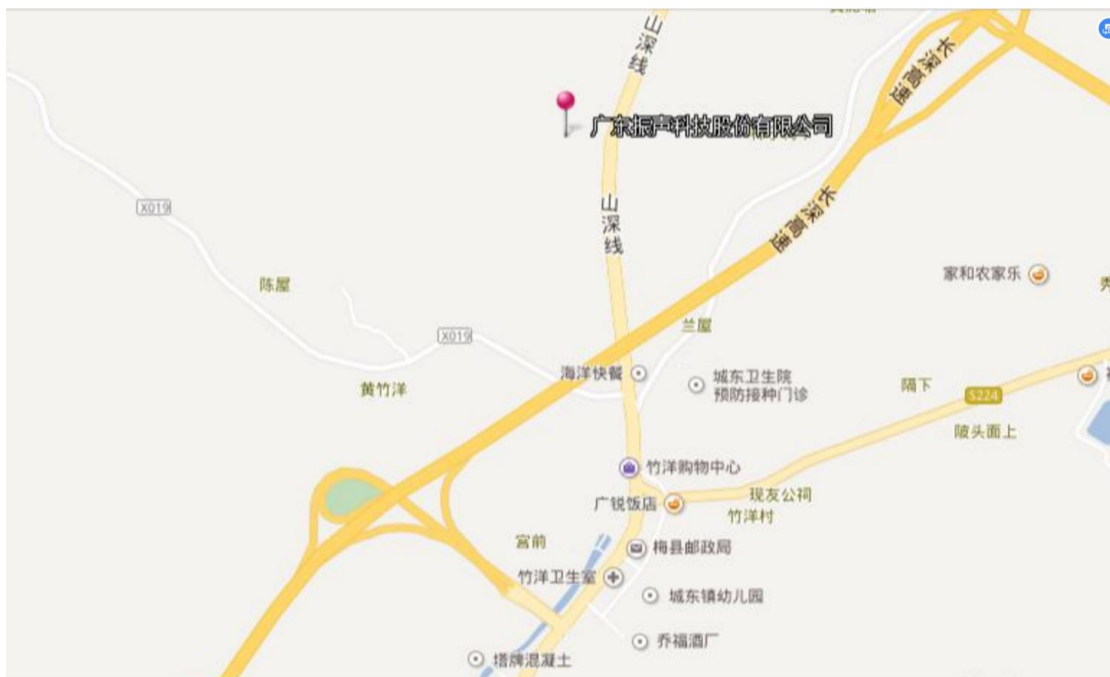 山深线
长深高速
广东振声科技股份有限公司
X019
山深线
长深高速
家和农家乐
陈屋
兰屋
X019
海洋快餐
城东卫生院
预防接种门诊
黄竹洋
隔下
S224
陂头面上
竹洋购物中心
广锐饭店
现友公祠
竹洋村
宫前
梅县邮政局
竹洋卫生室
城东镇幼儿园
乔福酒厂
塔牌混凝土